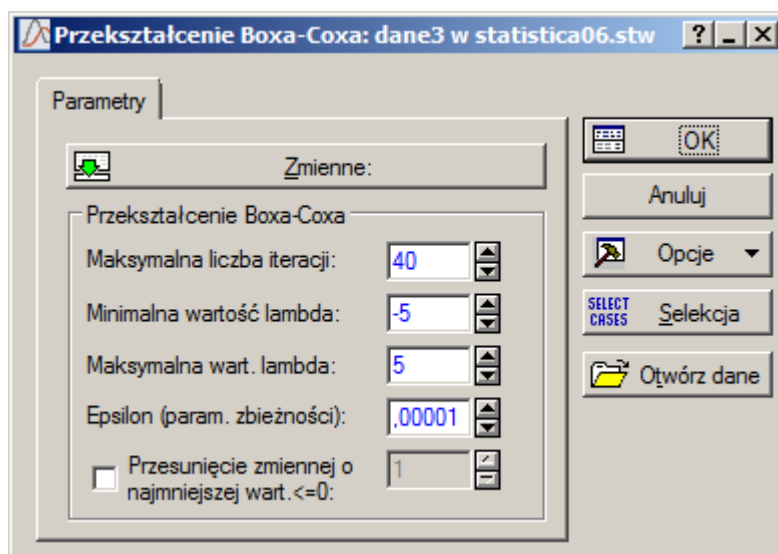 Przekształcenie Boxa-Coxa: dane3 w statistica06.stw
Parametry
Zmienne:
Przekształcenie Boxa-Coxa
Maksymalna liczba iteracji: 40
Minimalna wartość lambda: -5
Maksymalna wart. lambda: 5
Epsilon (param. zbieżności): ,00001
Przesunięcie zmiennej o
najmniejszej wart.<=0: 1
OK
Anuluj
Opcje
SELECT
CASES
Selekcja
Otwórz dane